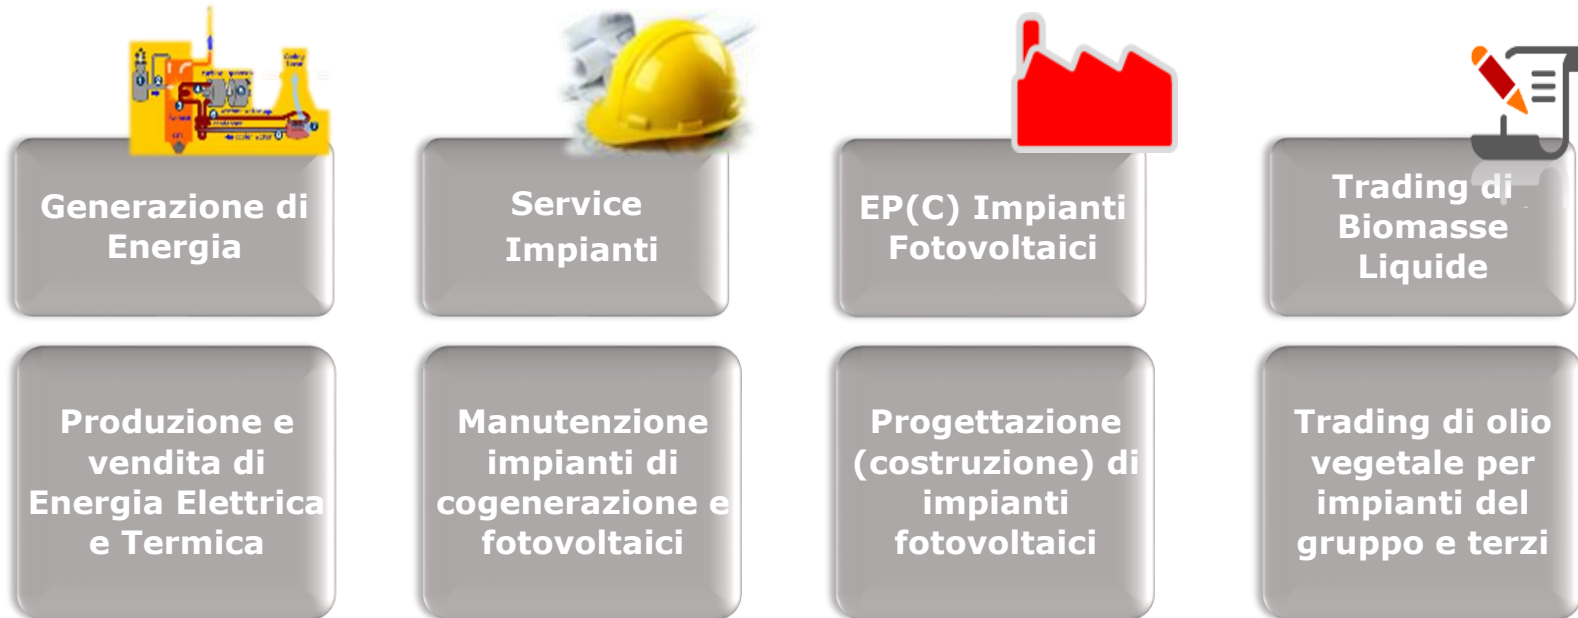 Generazione di
Energia
Service
Impianti
EP(C) Impianti
Fotovoltaici
Trading di
Biomasse
Liquide
Produzione e
vendita di
Energia Elettrica
e Termica
Manutenzione
impianti di
cogenerazione e
fotovoltaici
Progettazione
(costruzione) di
impianti
fotovoltaici
Trading di olio
vegetale per
impianti del
gruppo e terzi